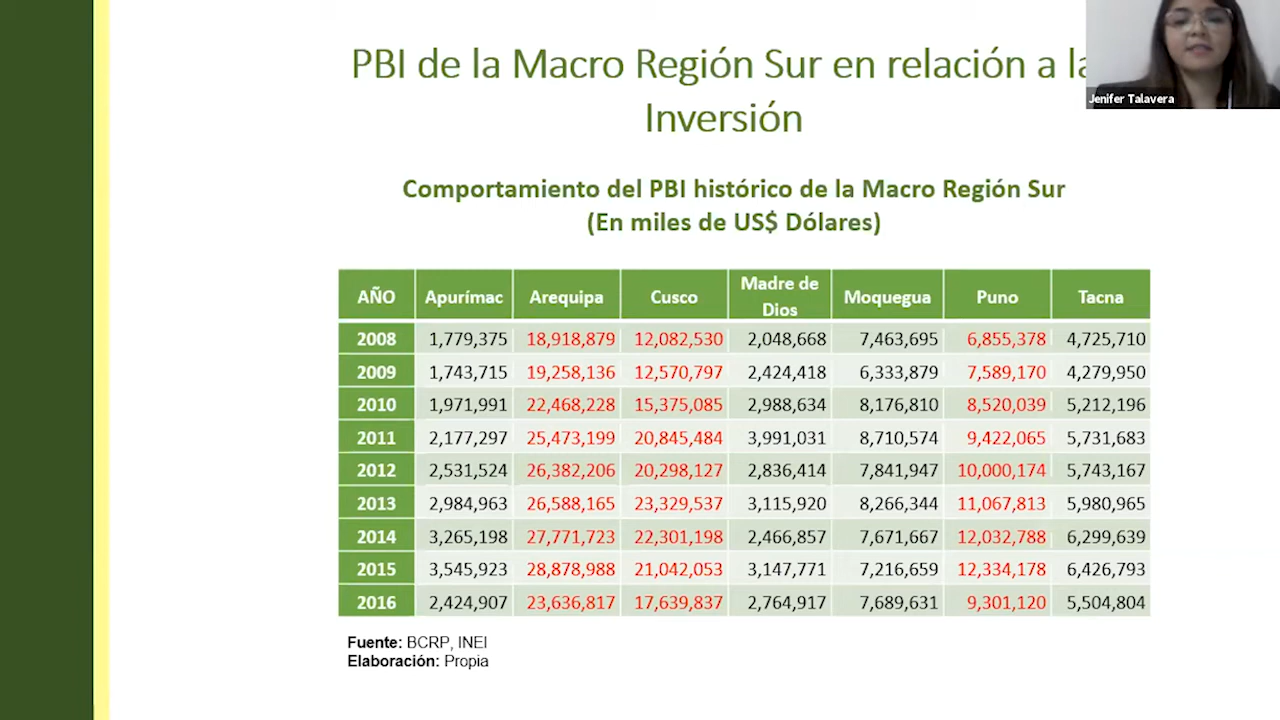 PBI de la Macro Región Sur en relación a la
Inversión
Jenifer Talavera
Comportamiento del PBI histórico de la Macro Región Sur
(En miles de US$ Dólares)
AÑO Apurímac Arequipa Cusco Madre de Dios Moquegua Puno Tacna
2008 1,779,375 18,918,879 12,082,530 2,048,668 7,463,695 6,855,378 4,725,710
2009 1,743,715 19,258,136 12,570,797 2,424,418 6,333,879 7,589,170 4,279,950
2010 1,971,991 22,468,228 15,375,085 2,988,634 8,176,810 8,520,039 5,212,196
2011 2,177,297 25,473,199 20,845,484 3,991,031 8,710,574 9,422,065 5,731,683
2012 2,531,524 26,382,206 20,298,127 2,836,414 7,841,947 10,000,174 5,743,167
2013 2,984,963 26,588,165 23,329,537 3,115,920 8,266,344 11,067,813 5,980,965
2014 3,265,198 27,771,723 22,301,198 2,466,857 7,671,667 12,032,788 6,299,639
2015 3,545,923 28,878,988 21,042,053 3,147,771 7,216,659 12,334,178 6,426,793
2016 2,424,907 23,636,817 17,639,837 2,764,917 7,689,631 9,301,120 5,504,804
Fuente: BCRP, INEI
Elaboración: Propia